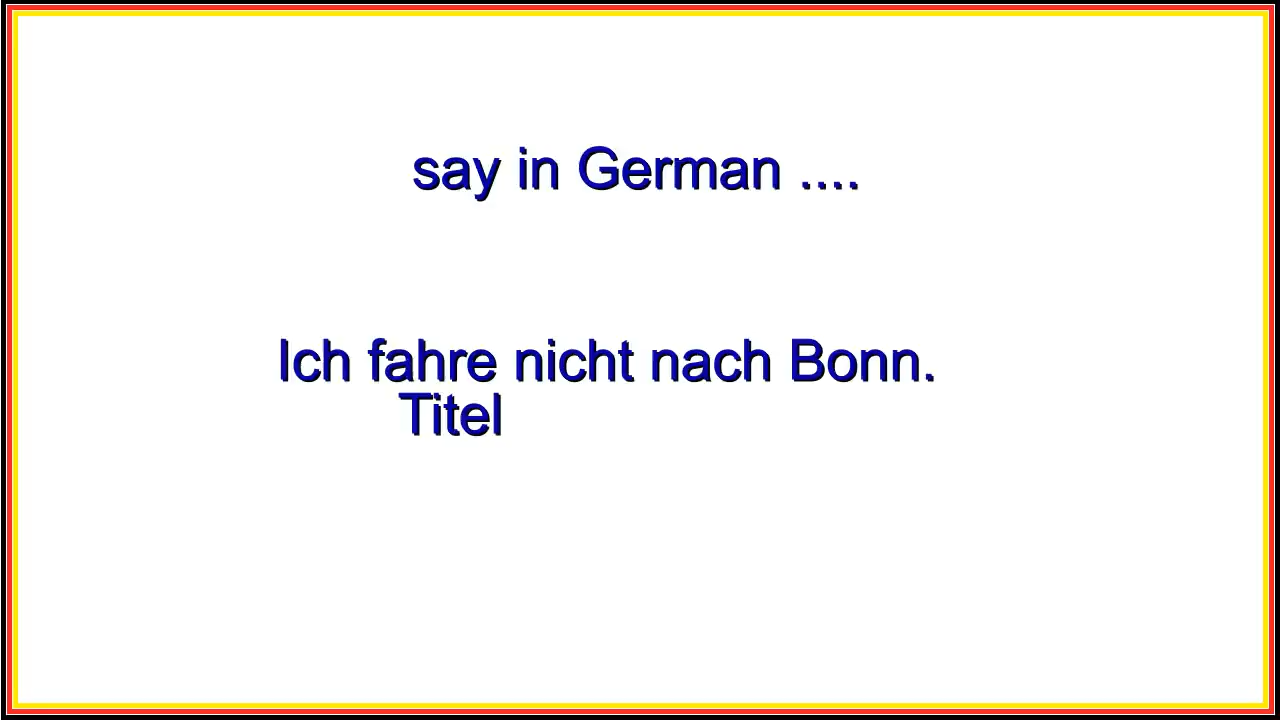 say in German ....
Ich fahre nicht nach Bonn.
Titel